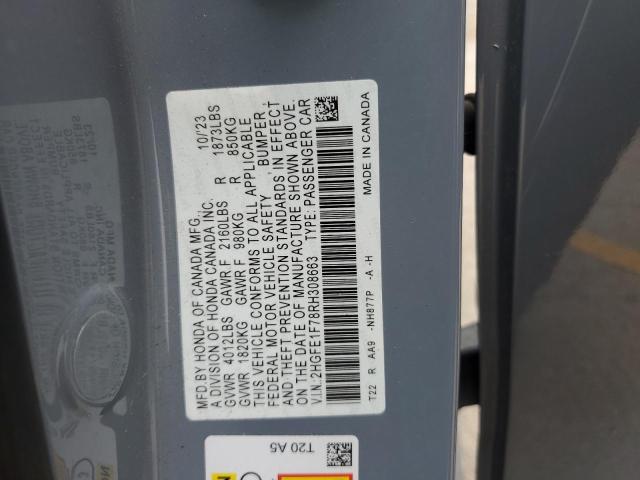 MFD.BY HONDA OF CANADA MFG., 10/23
A DIVISION OF HONDA CANADA INC.
GVWR 4012LBS GAWR F 2160LBS R 1873LBS
GVWR 1820KG GAWR F 980KG R 850KG
THIS VEHICLE CONFORMS TO ALL APPLICABLE
FEDERAL MOTOR VEHICLE SAFETY, BUMPER,
AND THEFT PREVENTION STANDARDS IN EFFECT
ON THE DATE OF MANUFACTURE SHOWN ABOVE.
V.I.N.:2HGFE1F78RH308663 TYPE:PASSENGER CAR
T22 R AA9 -NH877P -A -H MADE IN CANADA
T20 A5